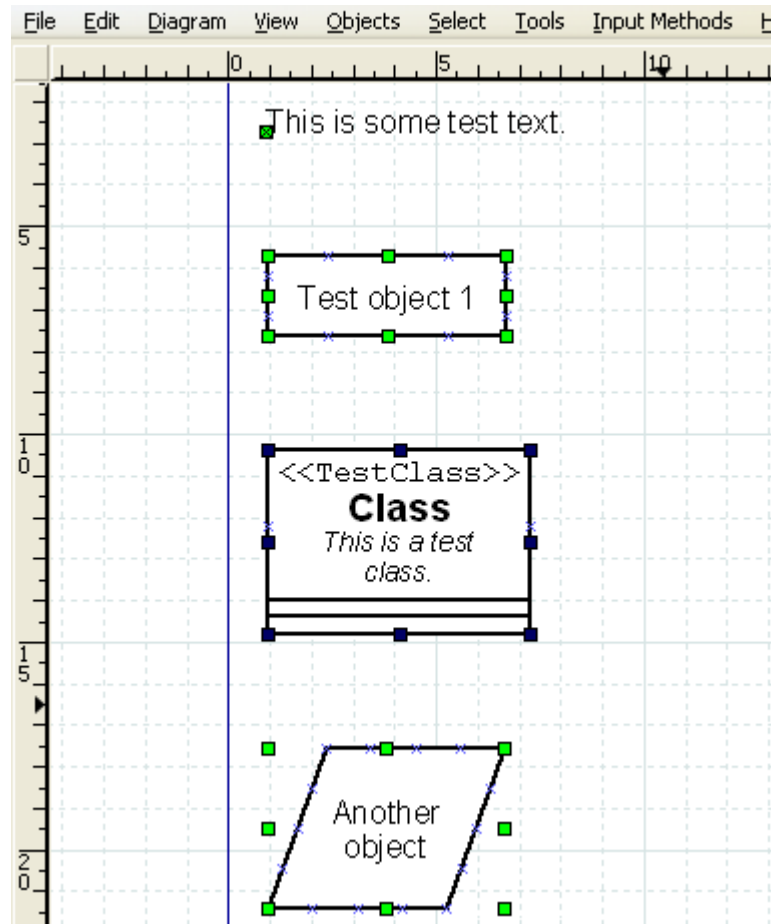 File Edit Diagram View Objects Select Tools Input Methods H
0 5 10
This is some test text.
5
Test object 1
10
<<TestClass>>
Class
This is a test
class.
15
Another
object
20